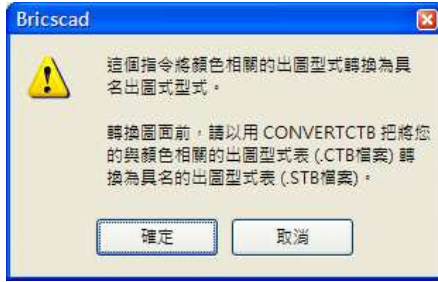 Bricscad
這個指令將顏色相關的出圖型式轉換為具
名出圖式型式。
轉換圖面前，請以用 CONVERTCTB 把將您
的與顏色相關的出圖型式表 (.CTB檔案) 轉
換為具名的出圖型式表 (.STB檔案)。
確定
取消